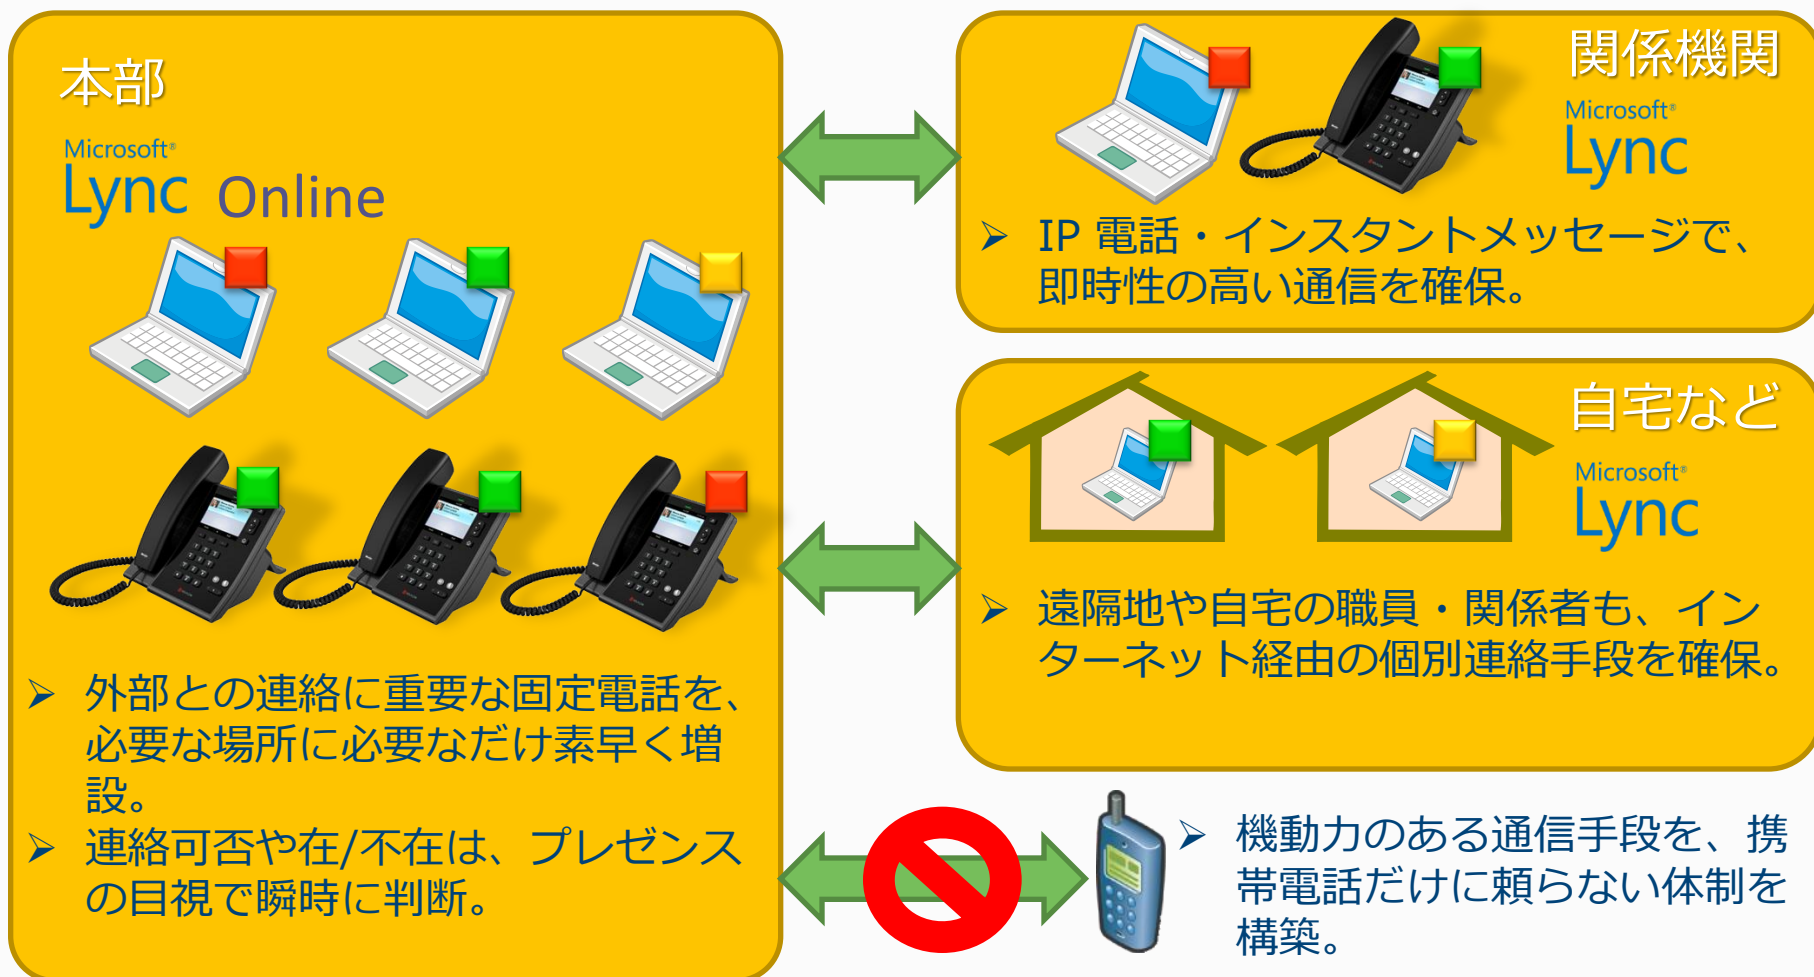 本部
Microsoft®
Lync Online
➢ 外部との連絡に重要な固定電話を、
必要な場所に必要なだけ素早く増
設。
➢ 連絡可否や在/不在は、プレゼンス
の目視で瞬時に判断。
関係機関
Microsoft®
Lync
➢ IP 電話・インスタントメッセージで、
即時性の高い通信を確保。
自宅など
Microsoft®
Lync
➢ 遠隔地や自宅の職員・関係者も、イン
ターネット経由の個別連絡手段を確保。
➢ 機動力のある通信手段を、携
帯電話だけに頼らない体制を
構築。